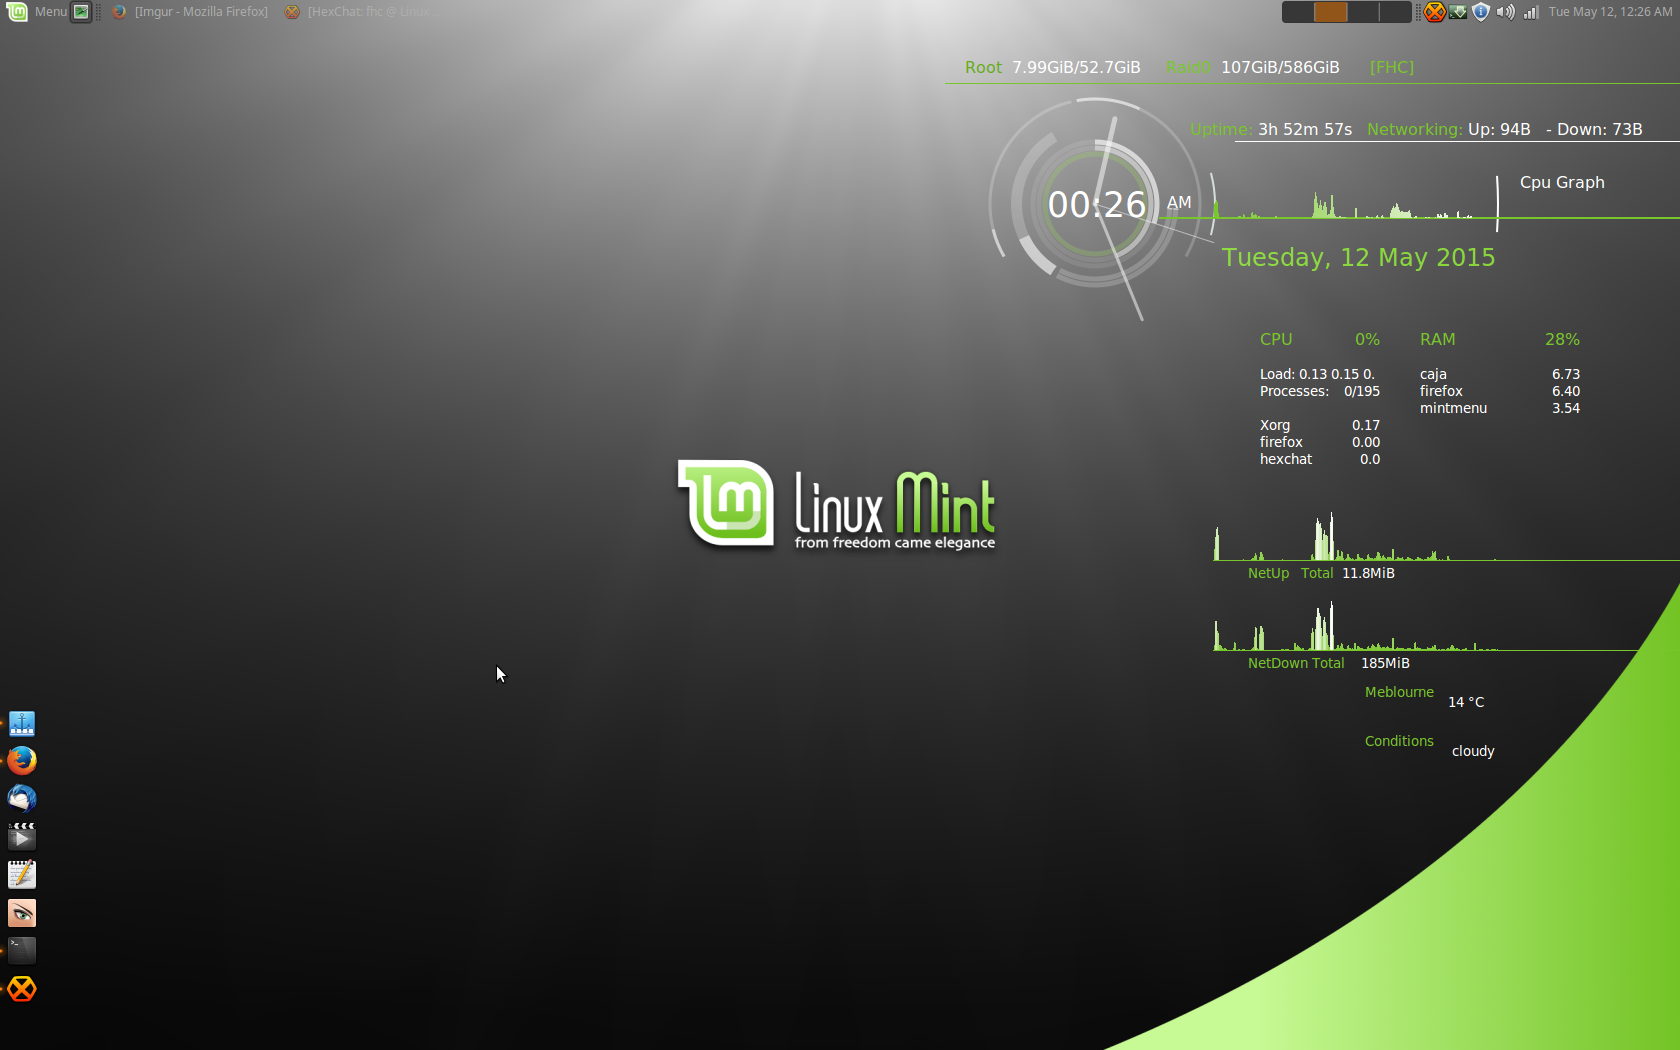 Menu [Imgur - Mozilla Firefox] [HexChat: fhc @ Linux Tue May 12, 12:26 AM
Root 7.99GiB/52.7GiB Raid0 107GiB/586GiB [FHC]
Uptime: 3h 52m 57s Networking: Up: 94B - Down: 73B
Cpu Graph
00:26 AM
Tuesday, 12 May 2015
CPU 0% RAM 28%
Load: 0.13 0.15 0. caja 6.73
Processes: 0/195 firefox 6.40
mintmenu 3.54
Xorg 0.17
firefox 0.00
hexchat 0.0
Linux Mint
from freedom came elegance
NetUp Total 11.8MiB
NetDown Total 185MiB
Meblourne 14 °C
Conditions cloudy